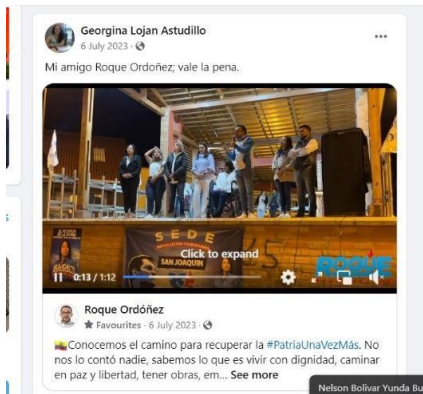 Georgina Lojan Astudillo
6 July 2023 ·
Mi amigo Roque Ordoñez; vale la pena.
SEDE
REVOLUCIÓN CIUDADANA
SAN JOAQUIN
Click to expand
ROQUE
0:13 / 1:12
Roque Ordóñez
Favourites · 6 July 2023 ·
Conocemos el camino para recuperar la #PatriaUnaVezMás. No
nos lo contó nadie, sabemos lo que es vivir con dignidad, caminar
en paz y libertad, tener obras, em... See more
Nelson Bolivar Yunda Bu